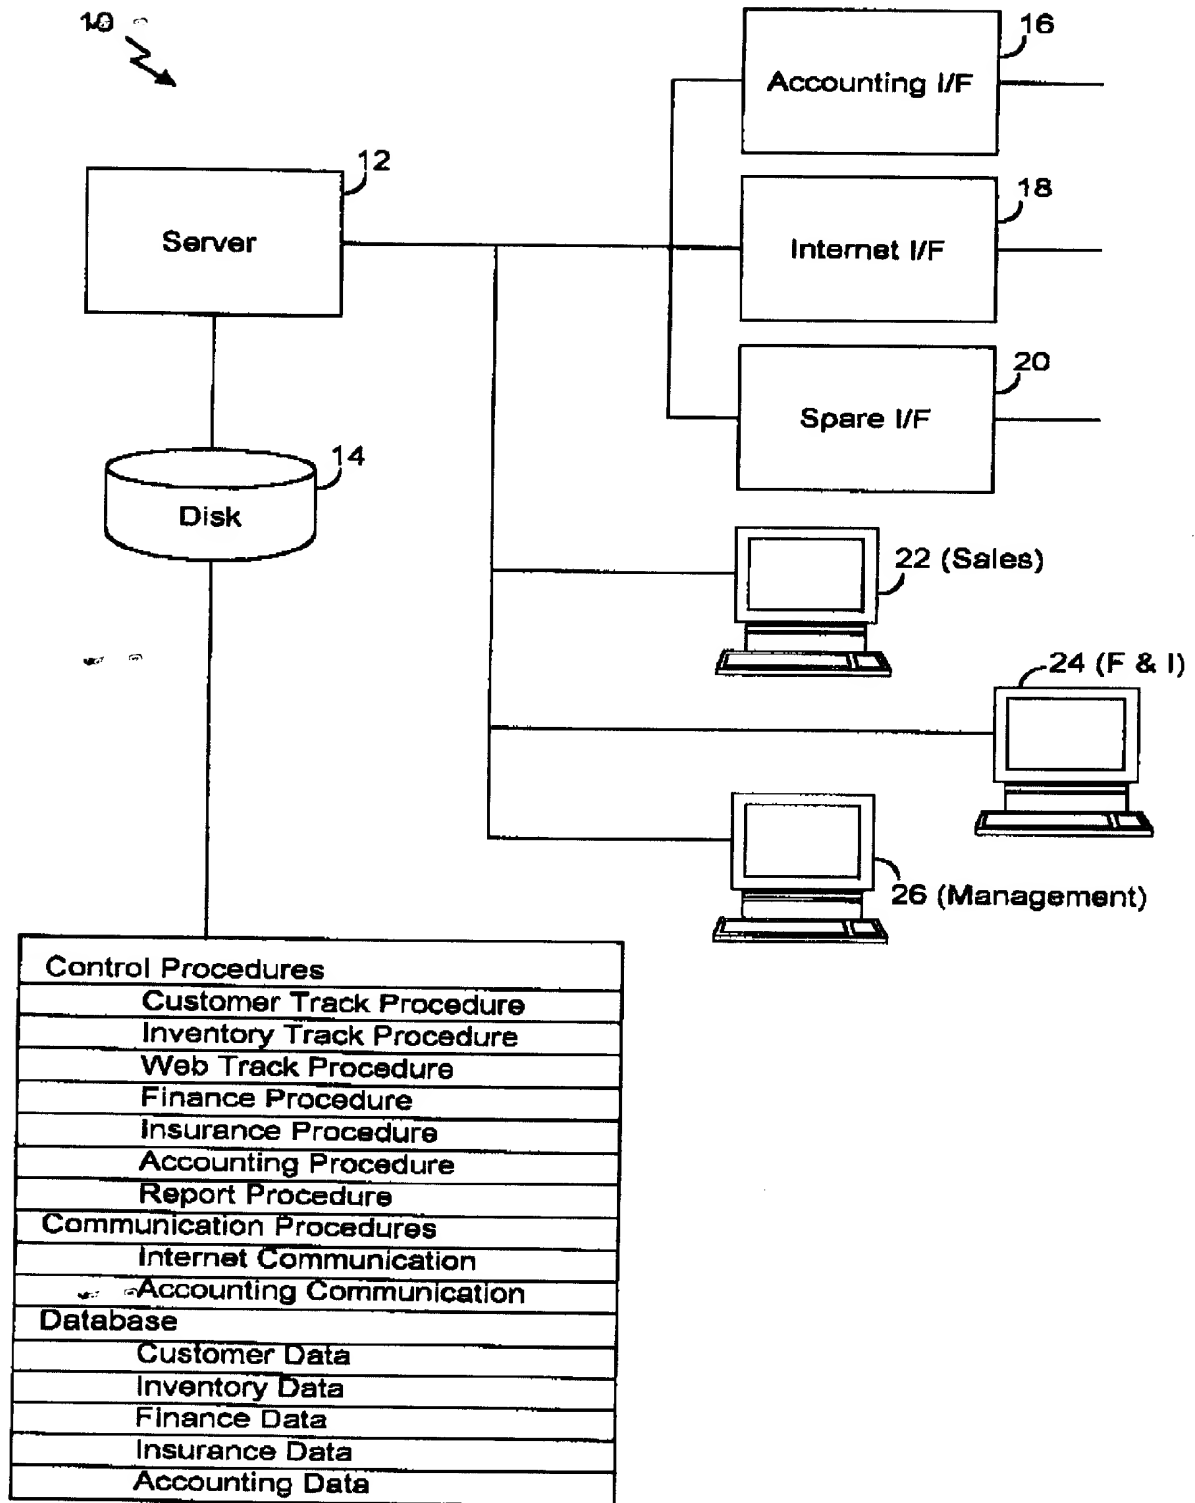 10
16
Accounting I/F
12
Server
18
Internet I/F
20
Spare I/F
14
Disk
22 (Sales)
24 (F & I)
26 (Management)
Control Procedures
Customer Track Procedure
Inventory Track Procedure
Web Track Procedure
Finance Procedure
Insurance Procedure
Accounting Procedure
Report Procedure
Communication Procedures
Internet Communication
Accounting Communication
Database
Customer Data
Inventory Data
Finance Data
Insurance Data
Accounting Data